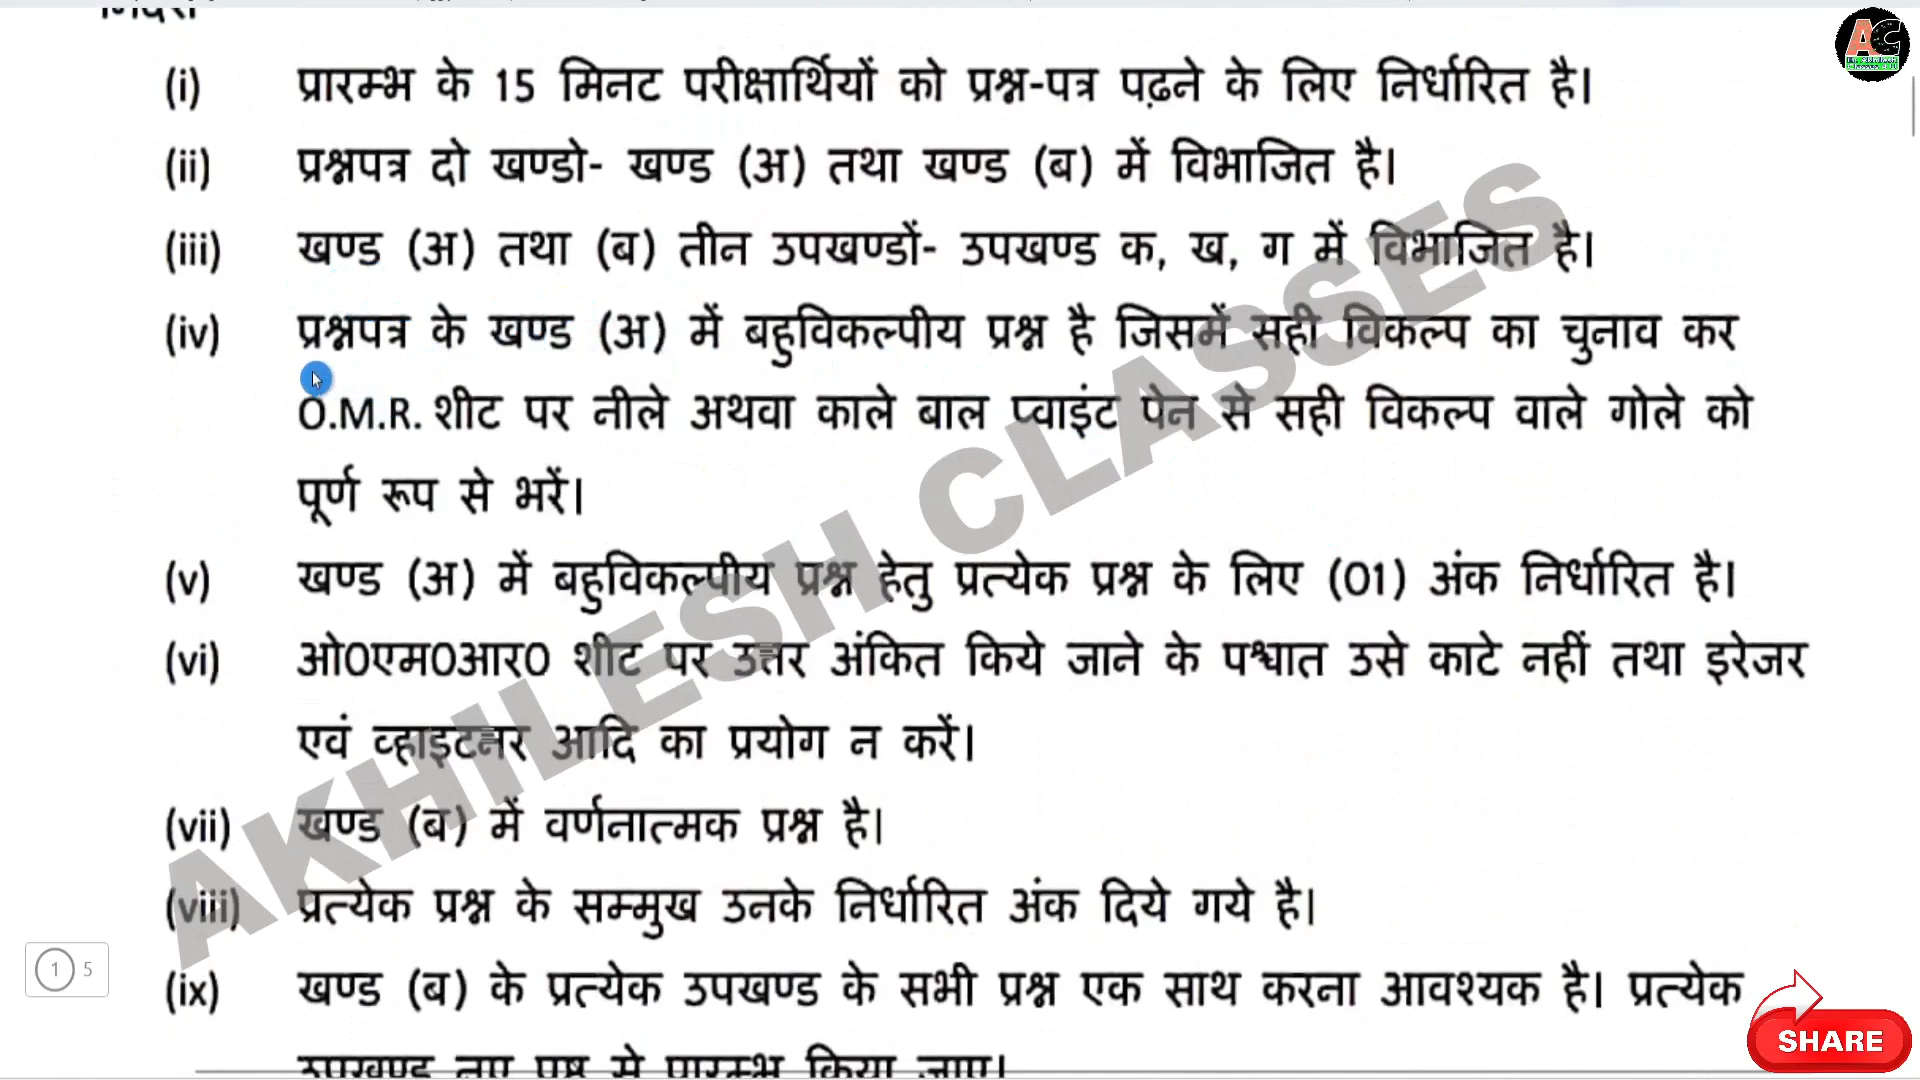 निर्देश
(i) प्रारम्भ के 15 मिनट परीक्षार्थियों को प्रश्न-पत्र पढ़ने के लिए निर्धारित है।
(ii) प्रश्नपत्र दो खण्डो- खण्ड (अ) तथा खण्ड (ब) में विभाजित है।
(iii) खण्ड (अ) तथा (ब) तीन उपखण्डों- उपखण्ड क, ख, ग में विभाजित है।
(iv) प्रश्नपत्र के खण्ड (अ) में बहुविकल्पीय प्रश्न है जिसमें सही विकल्प का चुनाव कर
O.M.R. शीट पर नीले अथवा काले बाल प्वाइंट पेन से सही विकल्प वाले गोले को
पूर्ण रूप से भरें।
(v) खण्ड (अ) में बहुविकल्पीय प्रश्न हेतु प्रत्येक प्रश्न के लिए (01) अंक निर्धारित है।
(vi) ओ0एम0आर0 शीट पर उत्तर अंकित किये जाने के पश्चात उसे काटे नहीं तथा इरेजर
एवं व्हाइटनर आदि का प्रयोग न करें।
(vii) खण्ड (ब) में वर्णनात्मक प्रश्न है।
(viii) प्रत्येक प्रश्न के सम्मुख उनके निर्धारित अंक दिये गये है।
(ix) खण्ड (ब) के प्रत्येक उपखण्ड के सभी प्रश्न एक साथ करना आवश्यक है। प्रत्येक
उपखण्ड नए पृष्ठ से प्रारम्भ किया जाए।
AKHILESH CLASSES
AC
1 5
SHARE